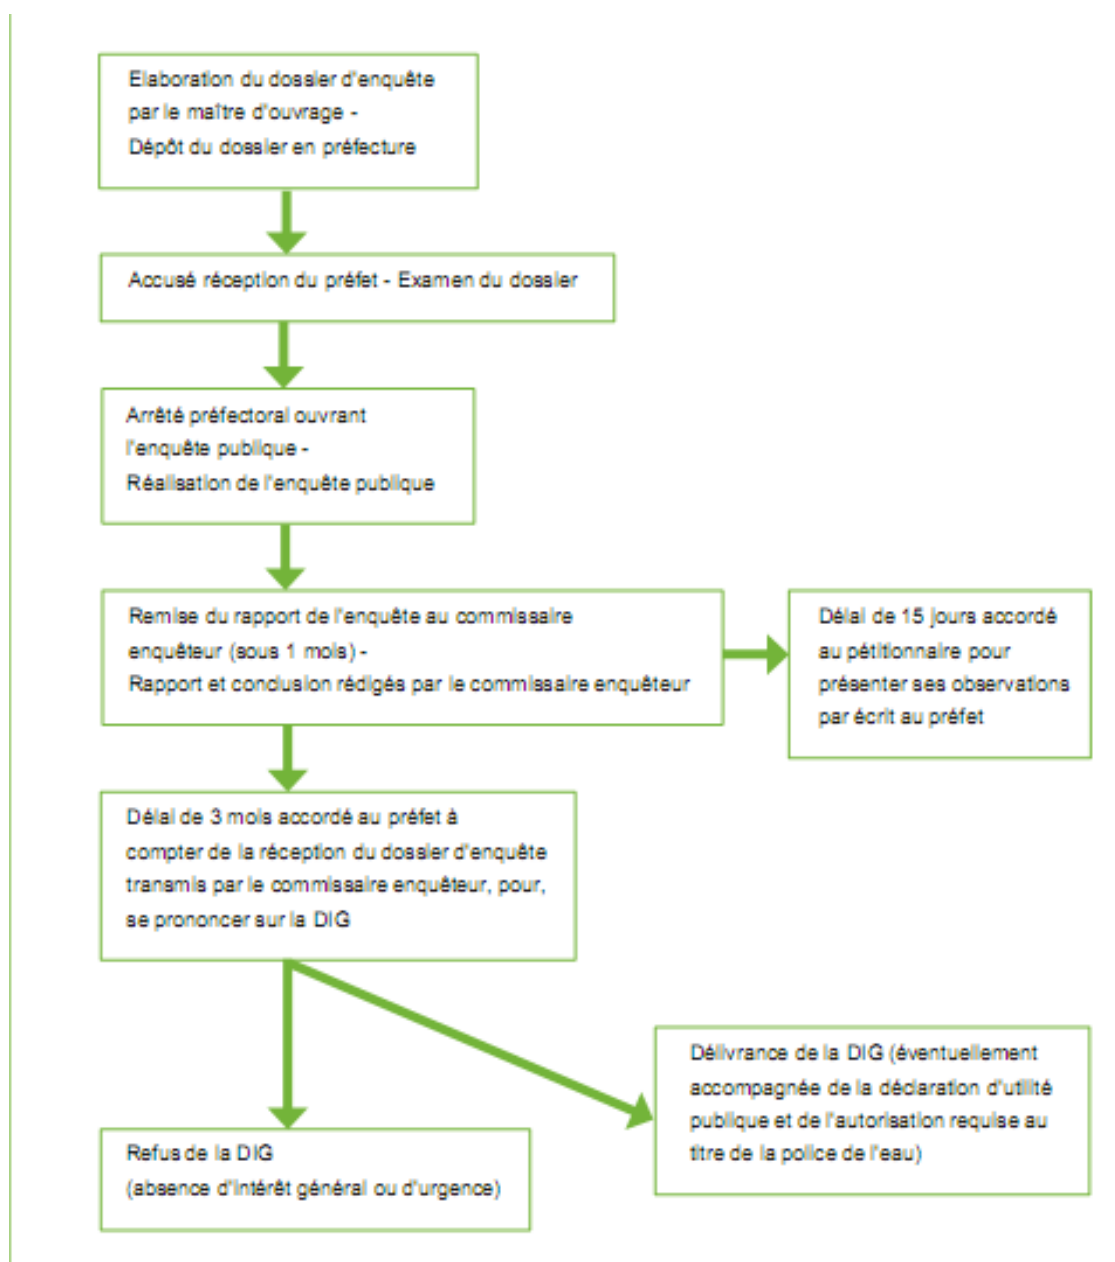 Elaboration du dossier d'enquête
par le maître d'ouvrage -
Dépôt du dossier en préfecture
Accusé réception du préfet - Examen du dossier
Arrêté préfectoral ouvrant
l'enquête publique -
Réalisation de l'enquête publique
Remise du rapport de l'enquête au commissaire
enquêteur (sous 1 mois) -
Rapport et conclusion rédigés par le commissaire enquêteur
Délai de 15 jours accordé
au pétitionnaire pour
présenter ses observations
par écrit au préfet
Délai de 3 mois accordé au préfet à
compter de la réception du dossier d'enquête
transmis par le commissaire enquêteur, pour,
se prononcer sur la DIG
Délivrance de la DIG (éventuellement
accompagnée de la déclaration d'utilité
publique et de l'autorisation requise au
titre de la police de l'eau)
Refus de la DIG
(absence d'intérêt général ou d'urgence)